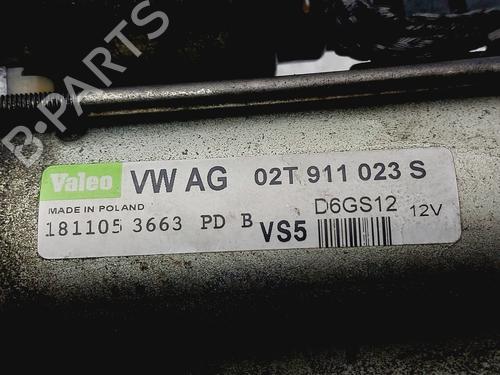 B-PARTS
Valeo VW AG 02T 911 023 S
MADE IN POLAND D6GS12 12V
181105 3663 PD B VS5